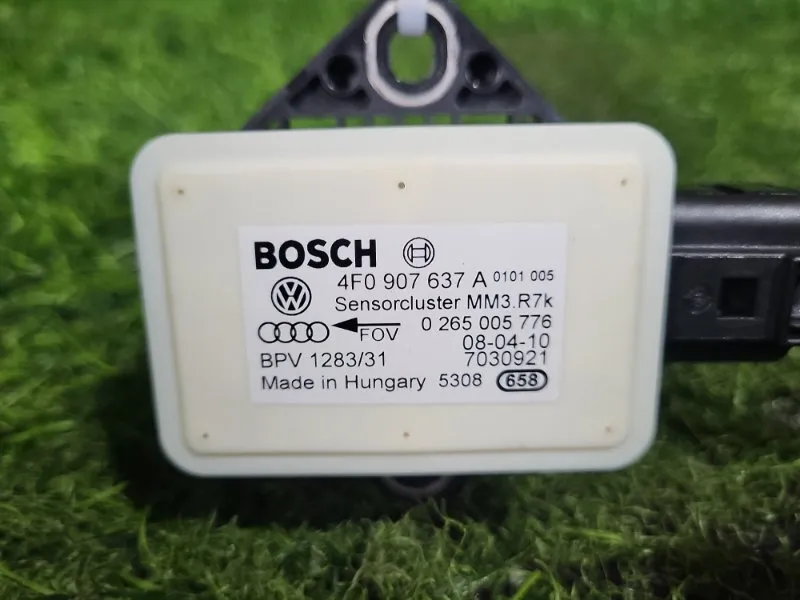 BOSCH
4F0 907 637 A 0101 005
Sensorcluster MM3.R7k
FOV 0 265 005 776
08-04-10
BPV 1283/31 7030921
Made in Hungary 5308 658